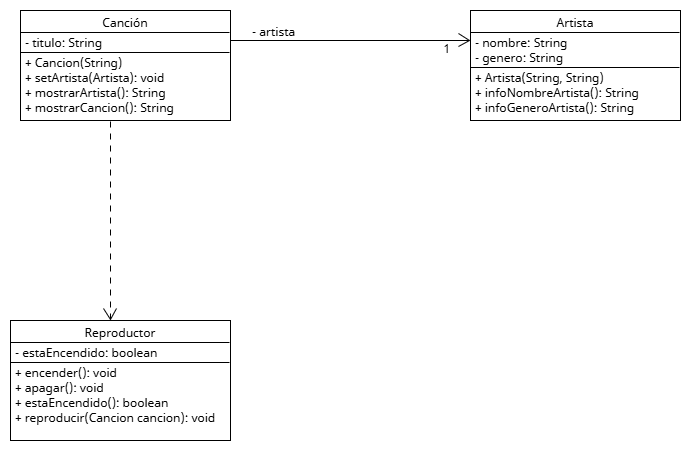 Canción
- titulo: String
+ Cancion(String)
+ setArtista(Artista): void
+ mostrarArtista(): String
+ mostrarCancion(): String
- artista
1
Artista
- nombre: String
- genero: String
+ Artista(String, String)
+ infoNombreArtista(): String
+ infoGeneroArtista(): String
Reproductor
- estaEncendido: boolean
+ encender(): void
+ apagar(): void
+ estaEncendido(): boolean
+ reproducir(Cancion cancion): void